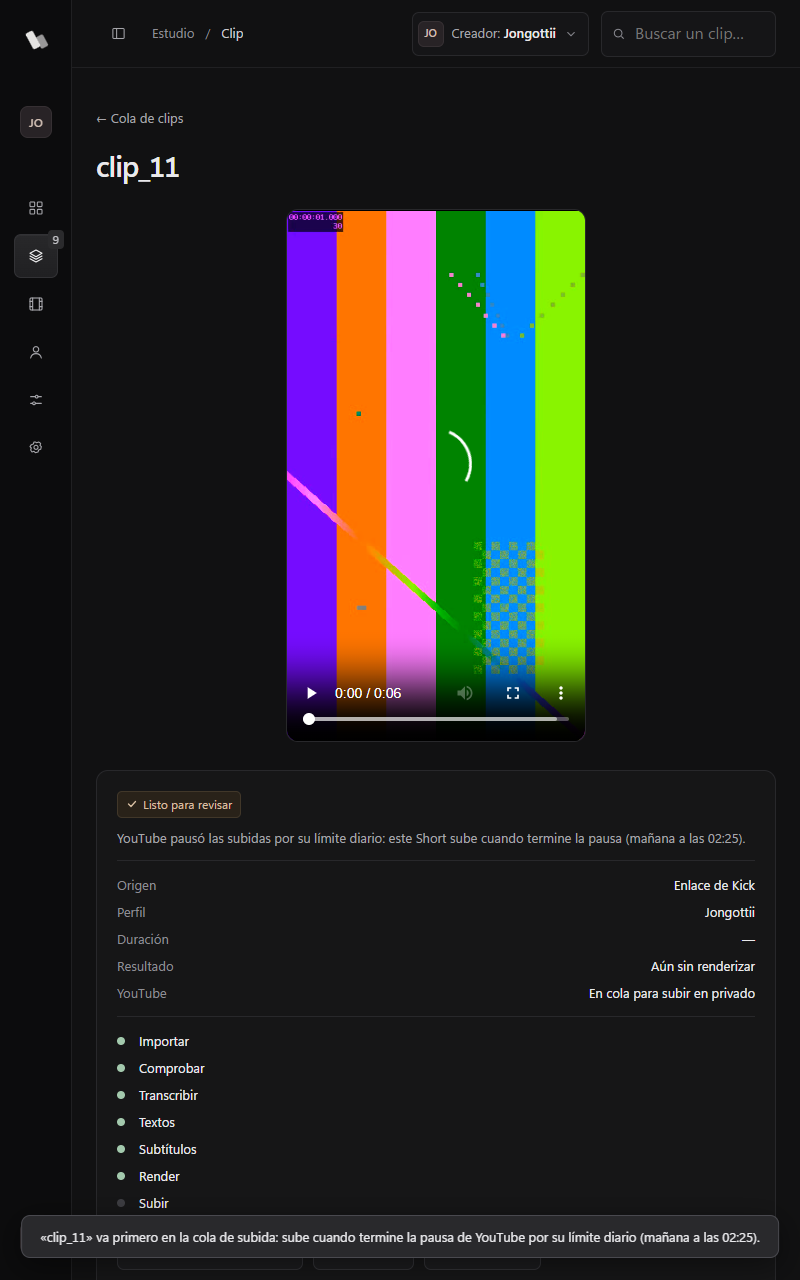 Estudio / Clip
JO Creador: Jongottii
Buscar un clip...
JO
9
← Cola de clips
clip_11
00:00:01.000
30
0:00 / 0:06
Listo para revisar
YouTube pausó las subidas por su límite diario: este Short sube cuando termine la pausa (mañana a las 02:25).
Origen Enlace de Kick
Perfil Jongottii
Duración —
Resultado Aún sin renderizar
YouTube En cola para subir en privado
Importar
Comprobar
Transcribir
Textos
Subtítulos
Render
Subir
«clip_11» va primero en la cola de subida: sube cuando termine la pausa de YouTube por su límite diario (mañana a las 02:25).